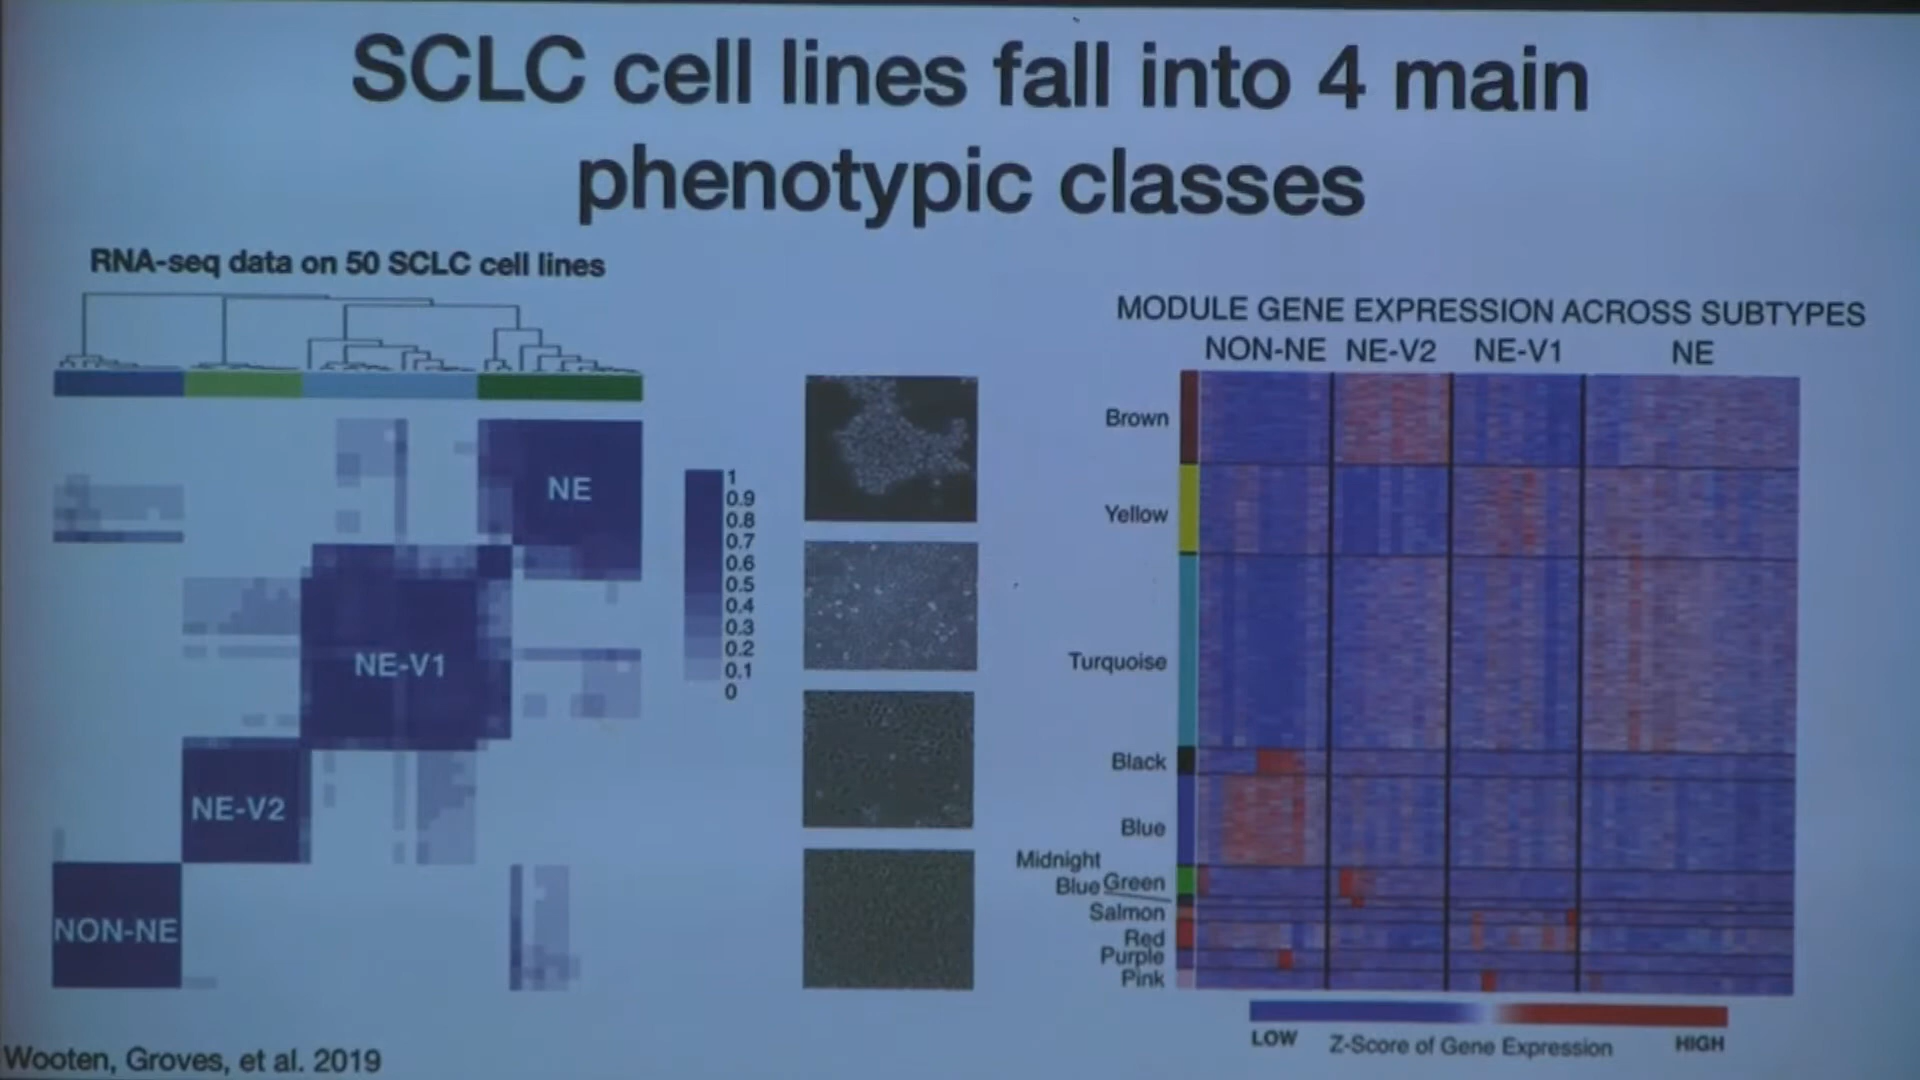 SCLC cell lines fall into 4 main
phenotypic classes
RNA-seq data on 50 SCLC cell lines
NE
NE-V1
NE-V2
NON-NE
1
0.9
0.8
0.7
0.6
0.5
0.4
0.3
0.2
0.1
0
MODULE GENE EXPRESSION ACROSS SUBTYPES
NON-NE NE-V2 NE-V1 NE
Brown
Yellow
Turquoise
Black
Blue
Midnight
Blue
Green
Salmon
Red
Purple
Pink
LOW Z-Score of Gene Expression HIGH
Wooten, Groves, et al. 2019